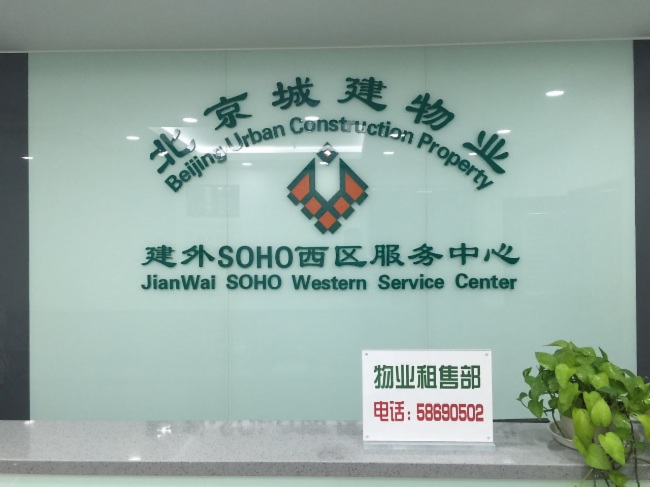 北京城建物业
Beijing Urban Construction Property
建外SOHO西区服务中心
JianWai SOHO Western Service Center
物业租售部
电话：58690502